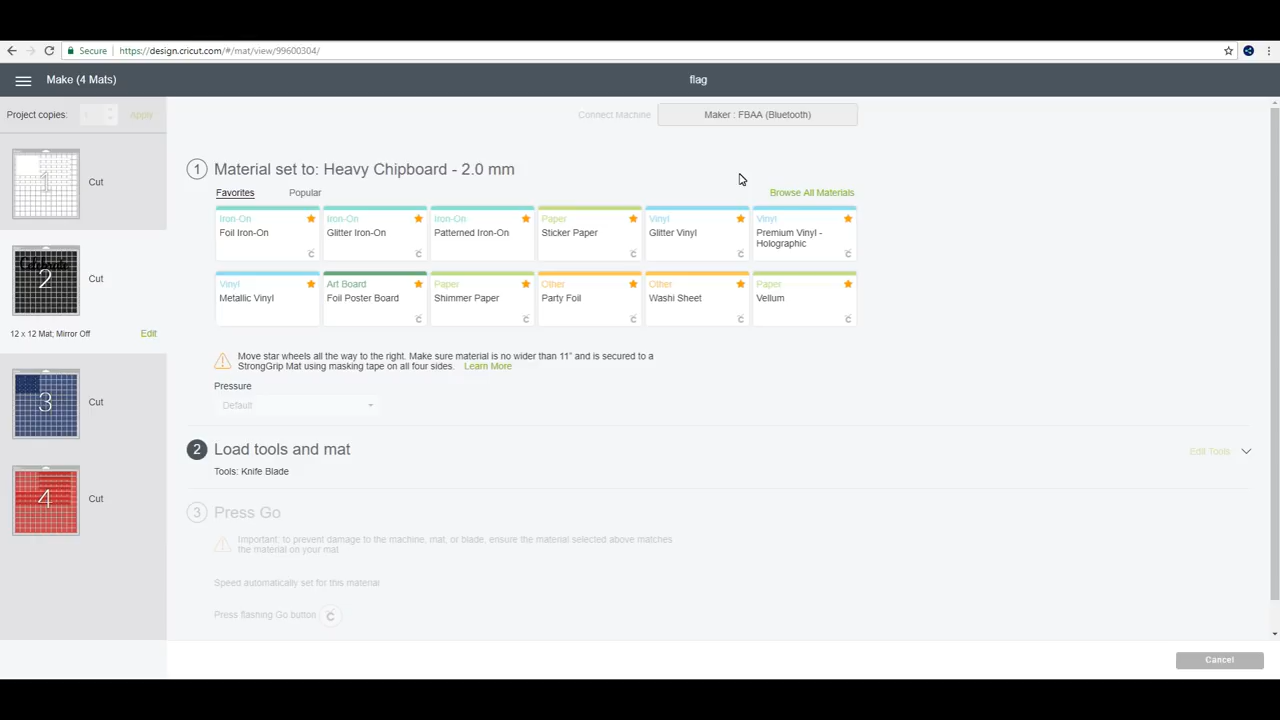 Secure https://design.cricut.com/#/mat/view/99600304/
Make (4 Mats)
flag
Project copies: 1 Apply
Connect Machine Maker : FBAA (Bluetooth)
1 Cut
2 Cut
12 x 12 Mat; Mirror Off Edit
3 Cut
4 Cut
1 Material set to: Heavy Chipboard - 2.0 mm
Favorites Popular Browse All Materials
Iron-On Iron-On Iron-On Paper Vinyl Vinyl
Foil Iron-On Glitter Iron-On Patterned Iron-On Sticker Paper Glitter Vinyl Premium Vinyl -
Holographic
Vinyl Art Board Paper Other Other Paper
Metallic Vinyl Foil Poster Board Shimmer Paper Party Foil Washi Sheet Vellum
Move star wheels all the way to the right. Make sure material is no wider than 11" and is secured to a
StrongGrip Mat using masking tape on all four sides. Learn More
Pressure
Default
2 Load tools and mat
Edit Tools
Tools: Knife Blade
3 Press Go
Important: to prevent damage to the machine, mat, or blade, ensure the material selected above matches
the material on your mat
Speed automatically set for this material
Press flashing Go button
Cancel